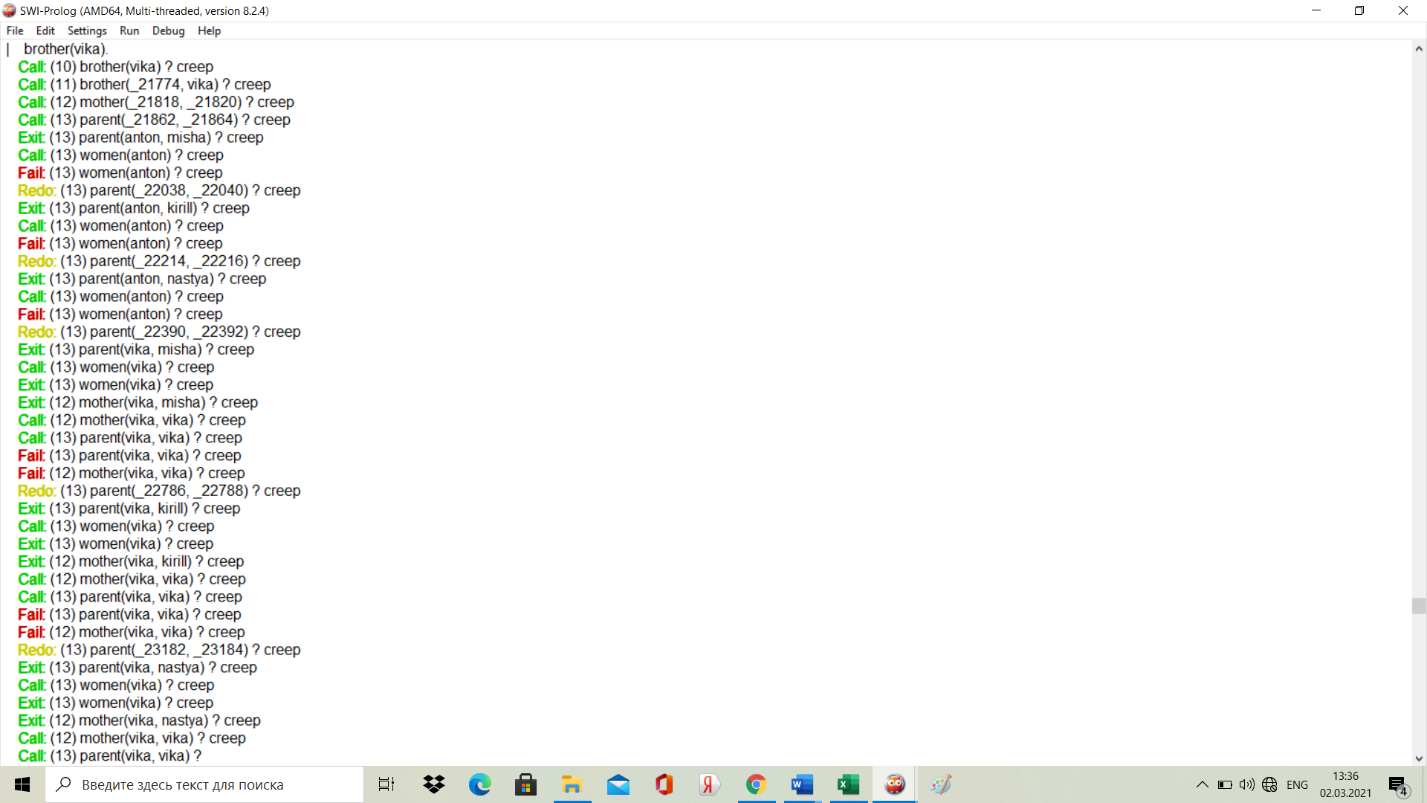 SWI-Prolog (AMD64, Multi-threaded, version 8.2.4)
File Edit Settings Run Debug Help
| brother(vika).
Call: (10) brother(vika) ? creep
Call: (11) brother(_21774, vika) ? creep
Call: (12) mother(_21818, _21820) ? creep
Call: (13) parent(_21862, _21864) ? creep
Exit: (13) parent(anton, misha) ? creep
Call: (13) women(anton) ? creep
Fail: (13) women(anton) ? creep
Redo: (13) parent(_22038, _22040) ? creep
Exit: (13) parent(anton, kirill) ? creep
Call: (13) women(anton) ? creep
Fail: (13) women(anton) ? creep
Redo: (13) parent(_22214, _22216) ? creep
Exit: (13) parent(anton, nastya) ? creep
Call: (13) women(anton) ? creep
Fail: (13) women(anton) ? creep
Redo: (13) parent(_22390, _22392) ? creep
Exit: (13) parent(vika, misha) ? creep
Call: (13) women(vika) ? creep
Exit: (13) women(vika) ? creep
Exit: (12) mother(vika, misha) ? creep
Call: (12) mother(vika, vika) ? creep
Call: (13) parent(vika, vika) ? creep
Fail: (13) parent(vika, vika) ? creep
Fail: (12) mother(vika, vika) ? creep
Redo: (13) parent(_22786, _22788) ? creep
Exit: (13) parent(vika, kirill) ? creep
Call: (13) women(vika) ? creep
Exit: (13) women(vika) ? creep
Exit: (12) mother(vika, kirill) ? creep
Call: (12) mother(vika, vika) ? creep
Call: (13) parent(vika, vika) ? creep
Fail: (13) parent(vika, vika) ? creep
Fail: (12) mother(vika, vika) ? creep
Redo: (13) parent(_23182, _23184) ? creep
Exit: (13) parent(vika, nastya) ? creep
Call: (13) women(vika) ? creep
Exit: (13) women(vika) ? creep
Exit: (12) mother(vika, nastya) ? creep
Call: (12) mother(vika, vika) ? creep
Call: (13) parent(vika, vika) ?
Введите здесь текст для поиска
ENG
13:36
02.03.2021
4